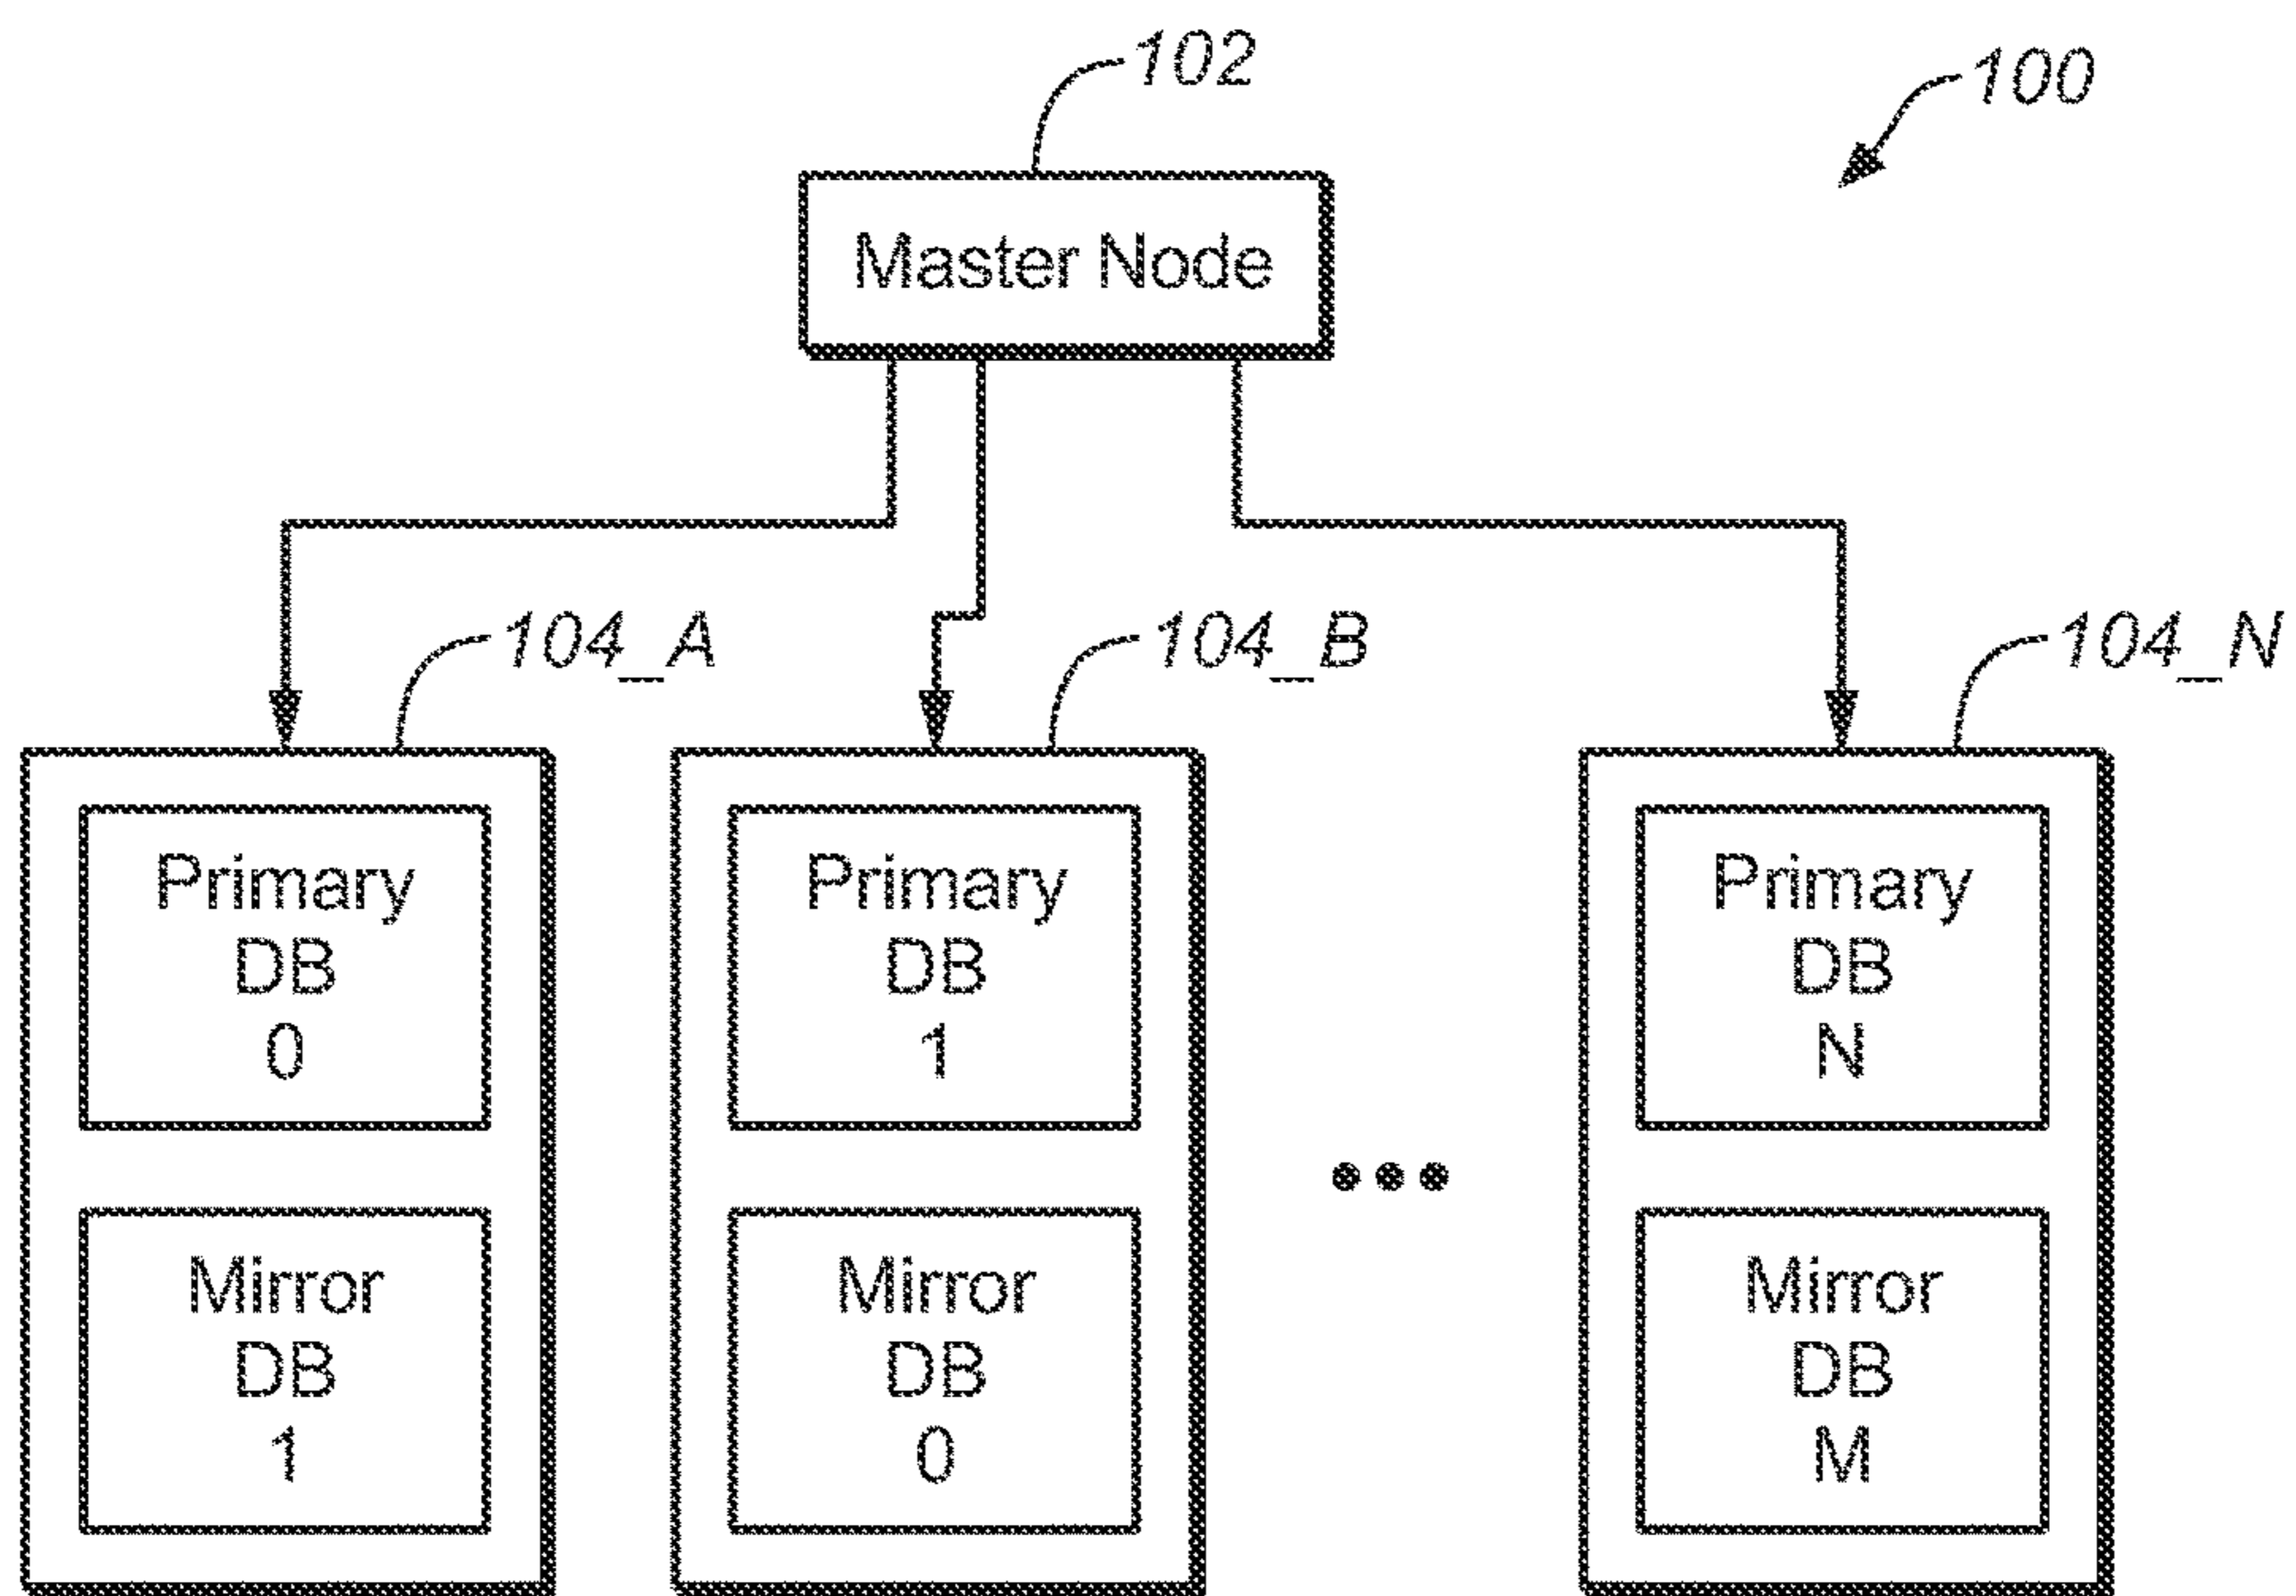 102
100
Master Node
104_A
104_B
104_N
Primary
DB
0
Primary
DB
1
Primary
DB
N
Mirror
DB
1
Mirror
DB
0
Mirror
DB
M